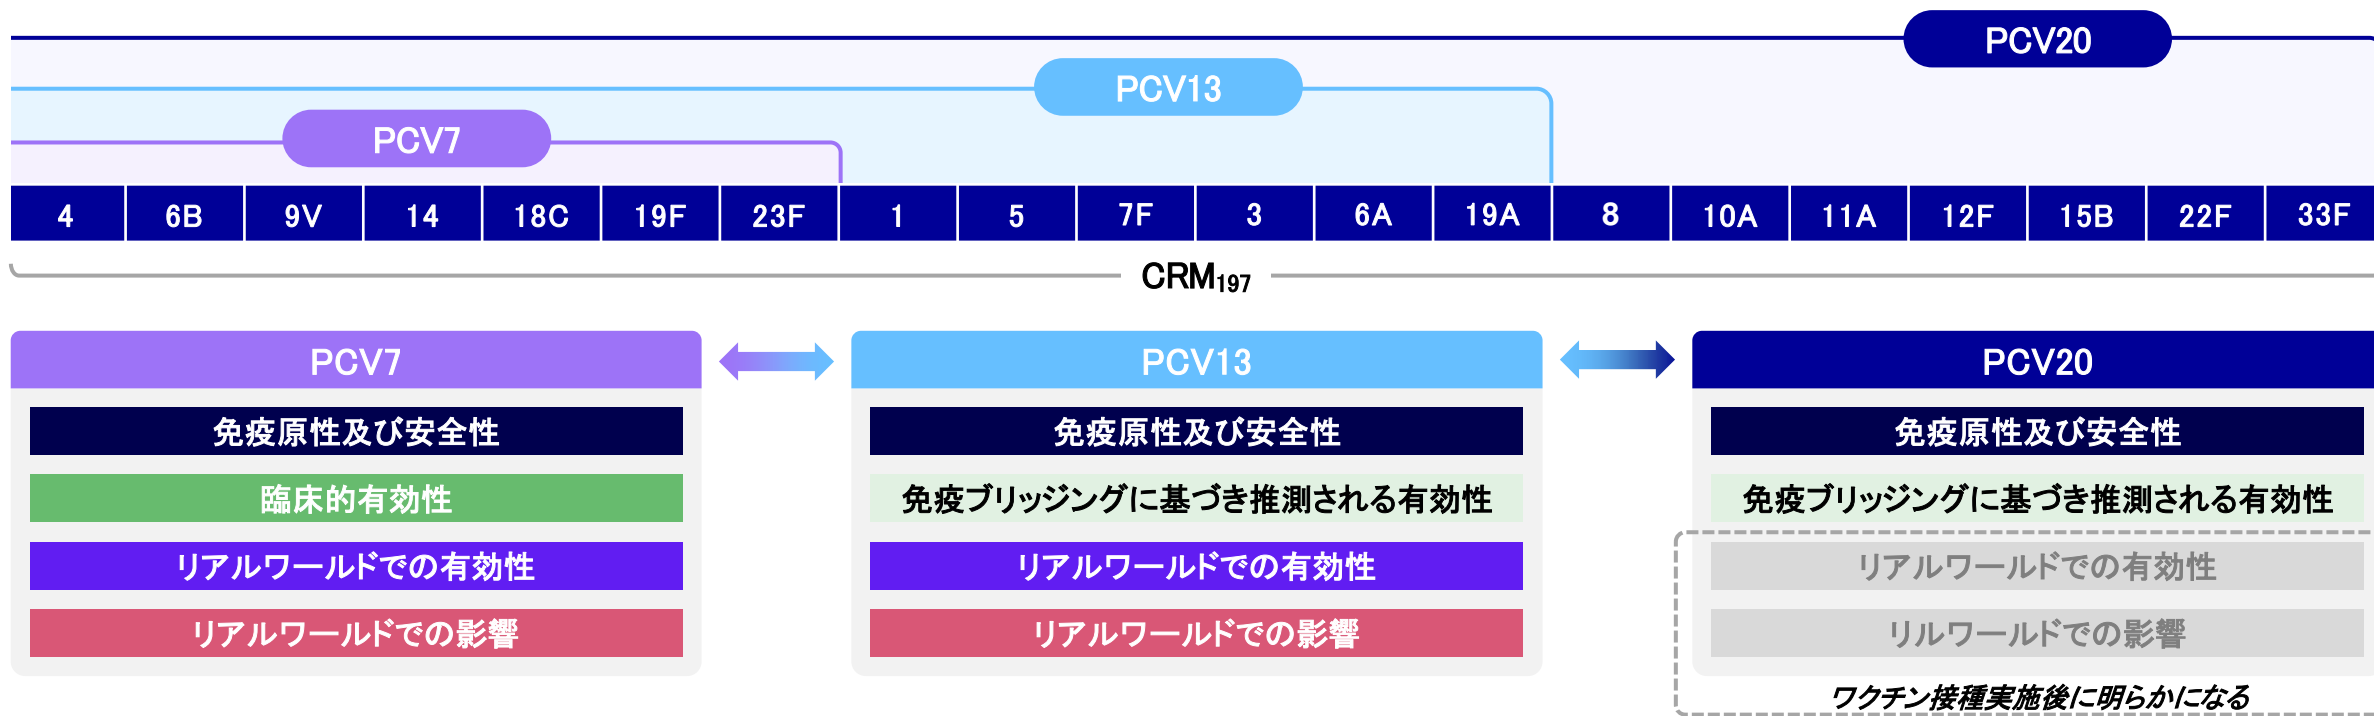 PCV20
PCV13
PCV7
4 6B 9V 14 18C 19F 23F 1 5 7F 3 6A 19A 8 10A 11A 12F 15B 22F 33F
CRM197
PCV7
免疫原性及び安全性
臨床的有効性
リアルワールドでの有効性
リアルワールドでの影響
PCV13
免疫原性及び安全性
免疫ブリッジングに基づき推測される有効性
リアルワールドでの有効性
リアルワールドでの影響
PCV20
免疫原性及び安全性
免疫ブリッジングに基づき推測される有効性
リアルワールドでの有効性
リルワールドでの影響
ワクチン接種実施後に明らかになる